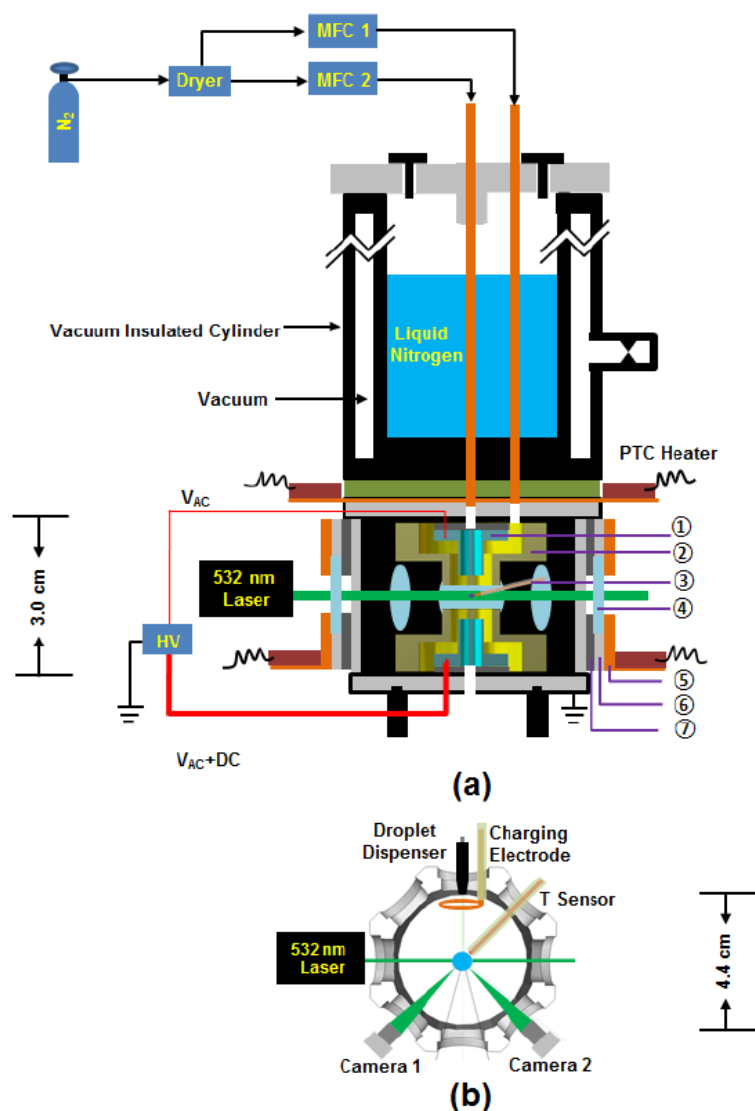 MFC 1
MFC 2
Dryer
N2
Vacuum Insulated Cylinder
Liquid
Nitrogen
Vacuum
PTC Heater
VAC
①
②
③
④
⑤
⑥
⑦
3.0 cm
532 nm
Laser
HV
VAC+DC
(a)
Droplet
Dispenser
Charging
Electrode
T Sensor
532 nm
Laser
4.4 cm
Camera 1
Camera 2
(b)